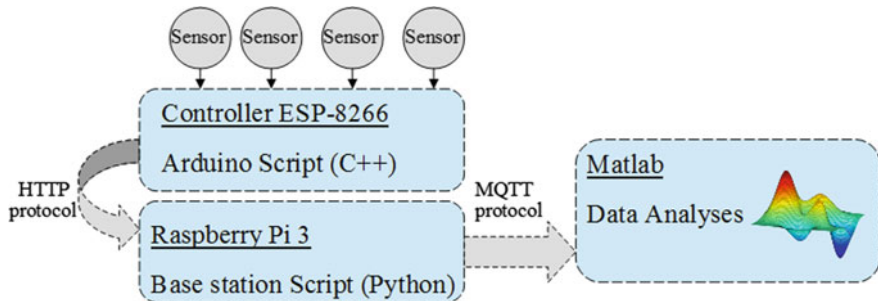 Sensor Sensor Sensor Sensor
Controller ESP-8266
Arduino Script (C++)
HTTP
protocol
Raspberry Pi 3
Base station Script (Python)
MQTT
protocol
Matlab
Data Analyses